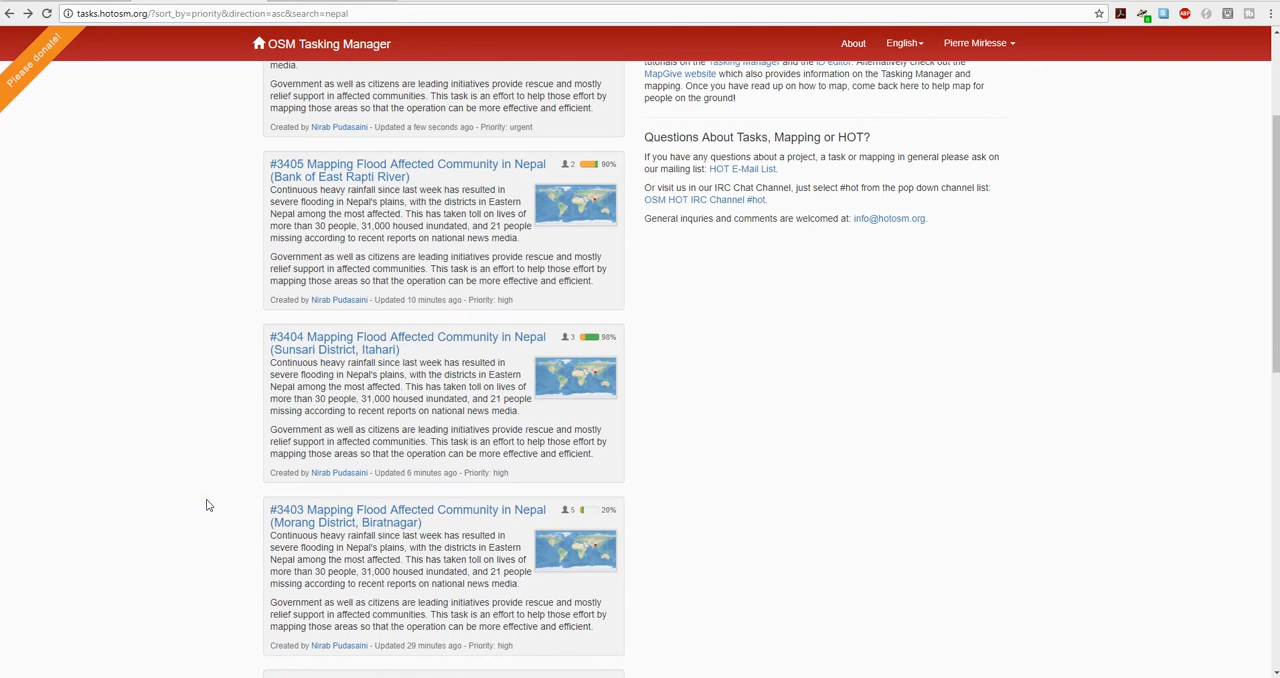 tasks.hotosm.org/?sort_by=priority&direction=asc&search=nepal
Please donate!
OSM Tasking Manager
About
English
Pierre Mirlesse
media.
Government as well as citizens are leading initiatives provide rescue and mostly
relief support in affected communities. This task is an effort to help those effort by
mapping those areas so that the operation can be more effective and efficient.
Created by Nirab Pudasaini - Updated a few seconds ago - Priority: urgent
#3405 Mapping Flood Affected Community in Nepal
(Bank of East Rapti River)
2
90%
Continuous heavy rainfall since last week has resulted in
severe flooding in Nepal's plains, with the districts in Eastern
Nepal among the most affected. This has taken toll on lives of
more than 30 people, 31,000 housed inundated, and 21 people
missing according to recent reports on national news media.
Government as well as citizens are leading initiatives provide rescue and mostly
relief support in affected communities. This task is an effort to help those effort by
mapping those areas so that the operation can be more effective and efficient.
Created by Nirab Pudasaini - Updated 10 minutes ago - Priority: high
#3404 Mapping Flood Affected Community in Nepal
(Sunsari District, Itahari)
3
98%
Continuous heavy rainfall since last week has resulted in
severe flooding in Nepal's plains, with the districts in Eastern
Nepal among the most affected. This has taken toll on lives of
more than 30 people, 31,000 housed inundated, and 21 people
missing according to recent reports on national news media.
Government as well as citizens are leading initiatives provide rescue and mostly
relief support in affected communities. This task is an effort to help those effort by
mapping those areas so that the operation can be more effective and efficient.
Created by Nirab Pudasaini - Updated 6 minutes ago - Priority: high
#3403 Mapping Flood Affected Community in Nepal
(Morang District, Biratnagar)
5
20%
Continuous heavy rainfall since last week has resulted in
severe flooding in Nepal's plains, with the districts in Eastern
Nepal among the most affected. This has taken toll on lives of
more than 30 people, 31,000 housed inundated, and 21 people
missing according to recent reports on national news media.
Government as well as citizens are leading initiatives provide rescue and mostly
relief support in affected communities. This task is an effort to help those effort by
mapping those areas so that the operation can be more effective and efficient.
Created by Nirab Pudasaini - Updated 29 minutes ago - Priority: high
tutorials on the Tasking Manager and the iD editor. Alternatively check out the
MapGive website which also provides information on the Tasking Manager and
mapping. Once you have read up on how to map, come back here to help map for
people on the ground!
Questions About Tasks, Mapping or HOT?
If you have any questions about a project, a task or mapping in general please ask on
our mailing list: HOT E-Mail List.
Or visit us in our IRC Chat Channel, just select #hot from the pop down channel list:
OSM HOT IRC Channel #hot.
General inquries and comments are welcomed at: info@hotosm.org.